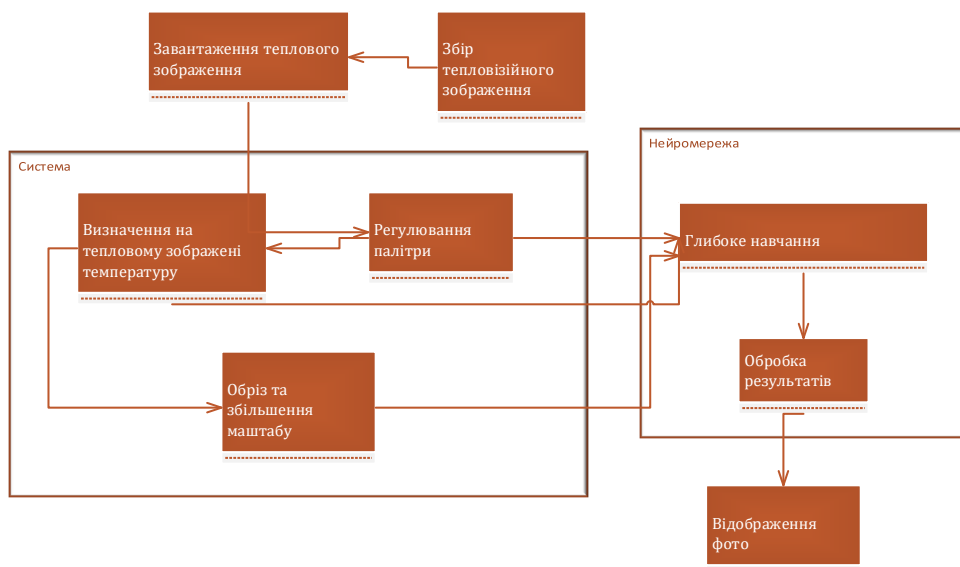 Завантаження теплового
зображення
Збір
тепловізійного
зображення
Система
Визначення на
тепловому зображені
температуру
Регулювання
палітри
Обріз та
збільшення
маштабу
Нейромережа
Глибоке навчання
Обробка
результатів
Відображення
фото